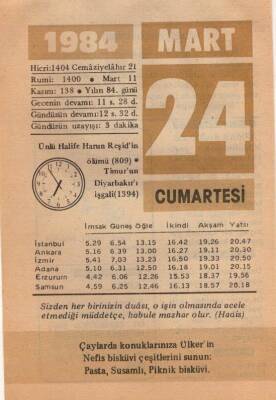 1984 MART
Hicri:1404 Cemâziyelâhır 21
Rumi: 1400 • Mart 11
Kasım: 138 • Yılın 84. günü
Gecenin devamı: 11 s. 28 d.
Gündüzün devamı: 12 s. 32 d.
Gündüzün uzayışı: 3 dakika
24
Ünlü Halife Harun Reşid'in
ölümü (809) •
Timur'un
Diyarbakır'ı
işgali (1394)
CUMARTESİ
İmsak Güneş Öğle İkindi Akşam Yatsı
İstanbul 5.29 6.54 13.15 16.42 19.26 20.47
Ankara 5.16 6.39 13.00 16.27 19.11 20.30
İzmir 5.41 7.03 13.23 16.50 19.33 20.50
Adana 5.10 6.31 12.50 16.18 19.01 20.15
Erzurum 4.42 6.06 12.26 15.53 18.37 19.56
Samsun 4.59 6.25 12.46 16.13 18.57 20.18
Sizden her birinizin duâsı, o işin olmasında acele
etmediği müddetçe, kabule mazhar olur. (Hadis)
Çaylarda konuklarınıza Ülker'in
Nefis bisküvi çeşitlerini sunun:
Pasta, Susamlı, Piknik bisküvi.